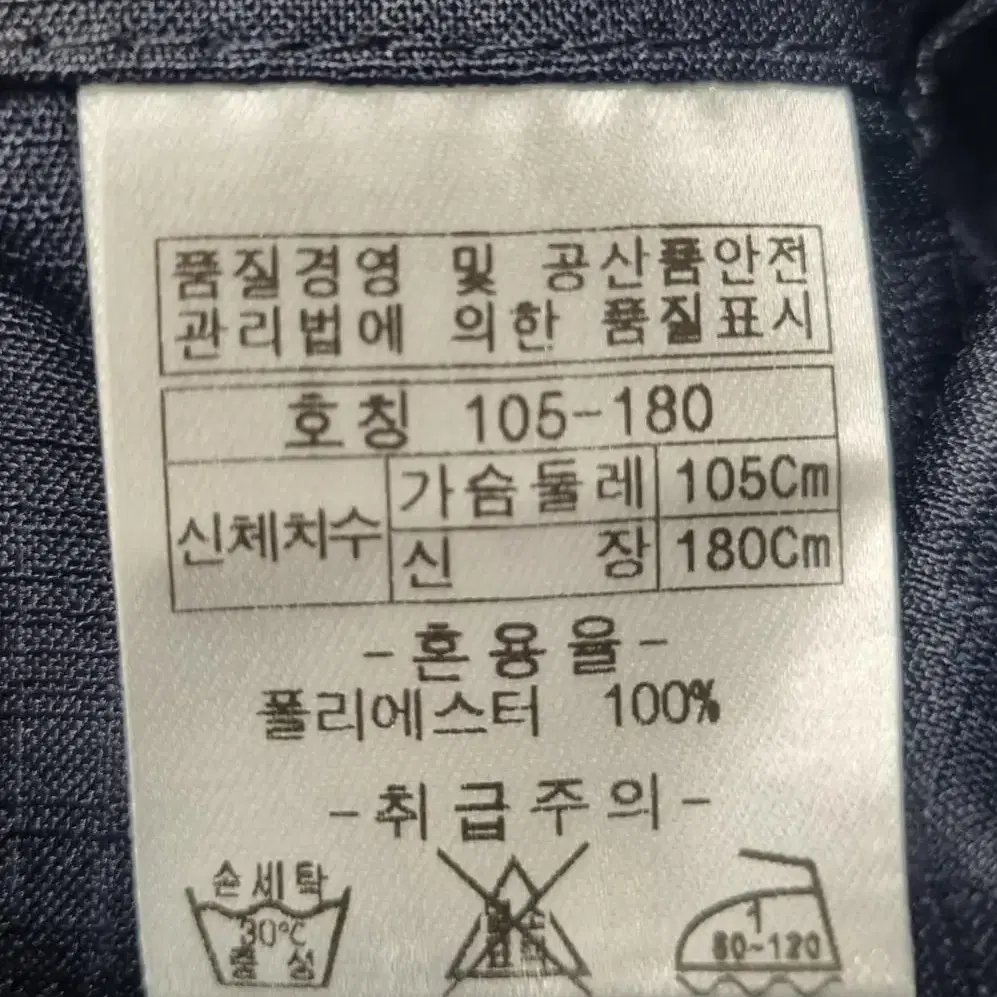 품질경영 및 공산품안전
관리법에 의한 품질표시
호칭 105-180
신체치수
가슴둘레 105Cm
신 장 180Cm
-혼용율-
폴리에스터 100%
-취급주의-
손세탁
30℃
중성
1
80~120